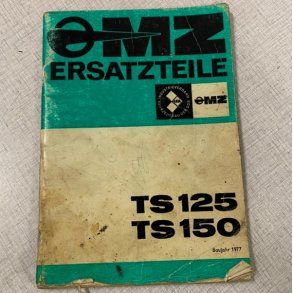 MZ
ERSATZTEILE
MZ
TS 125
TS 150
Baujahr 1977